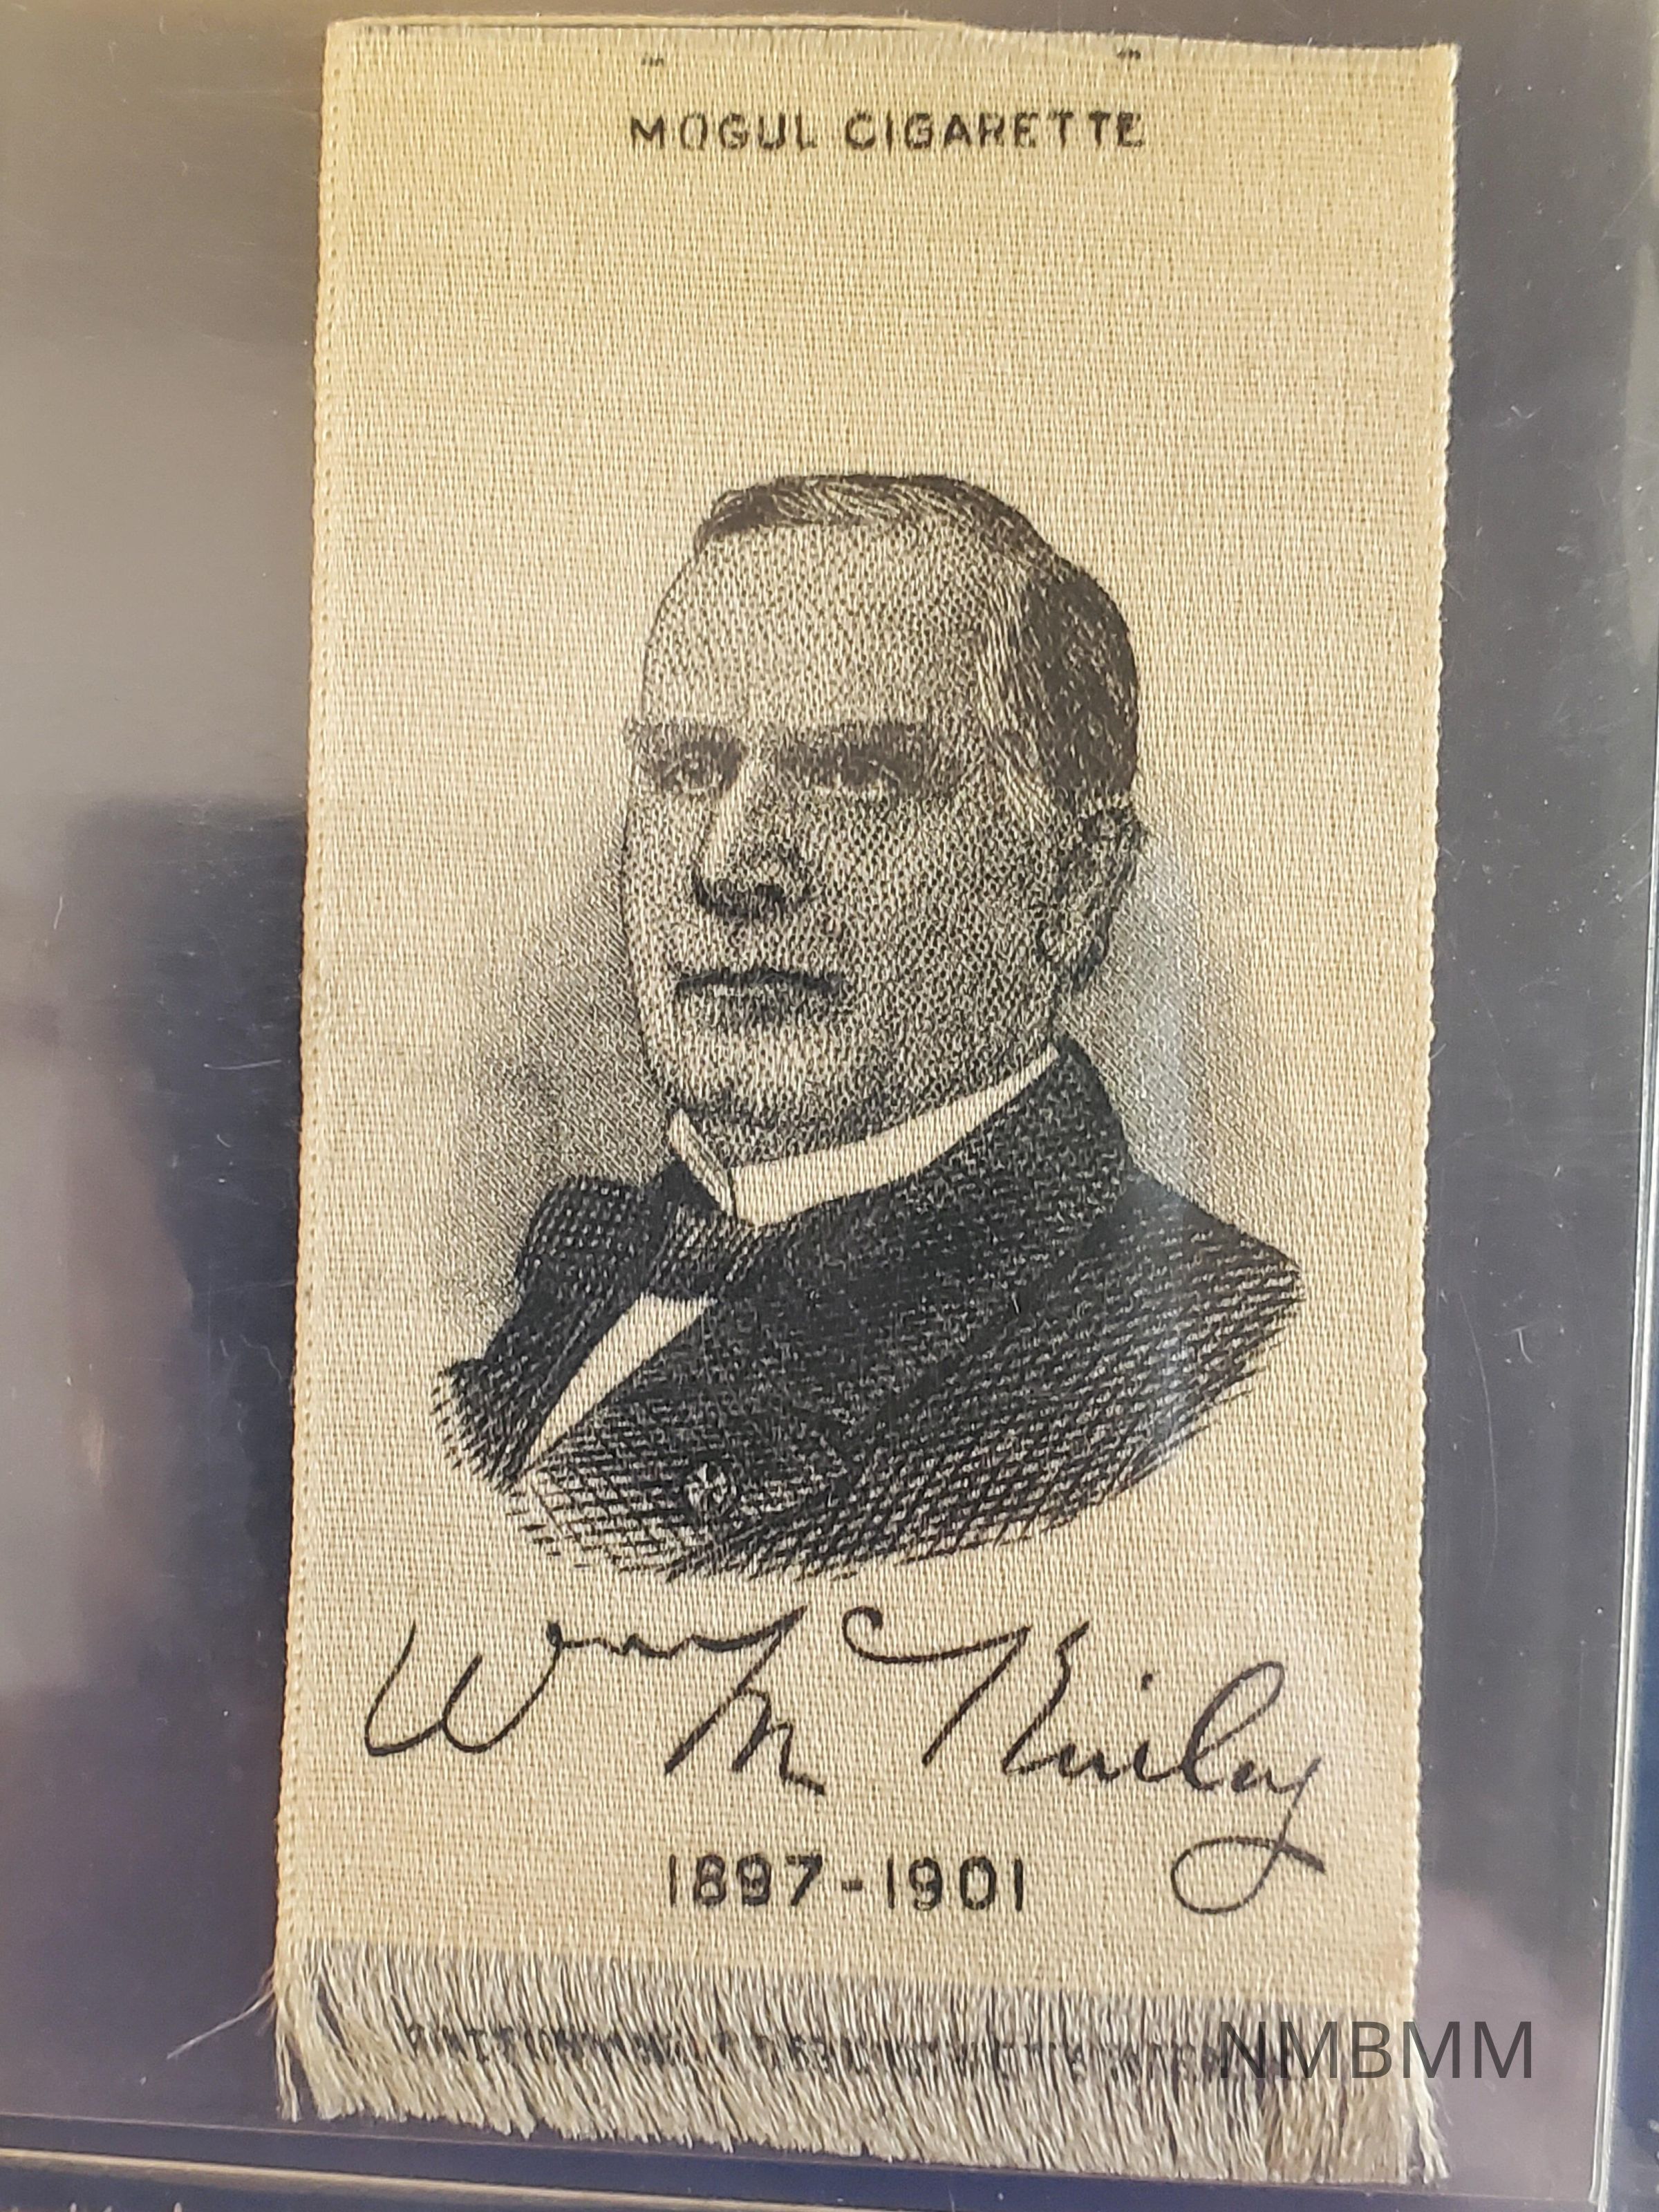 MOGUL CIGARETTE
Wm McKinley
1897-1901
NMBMM